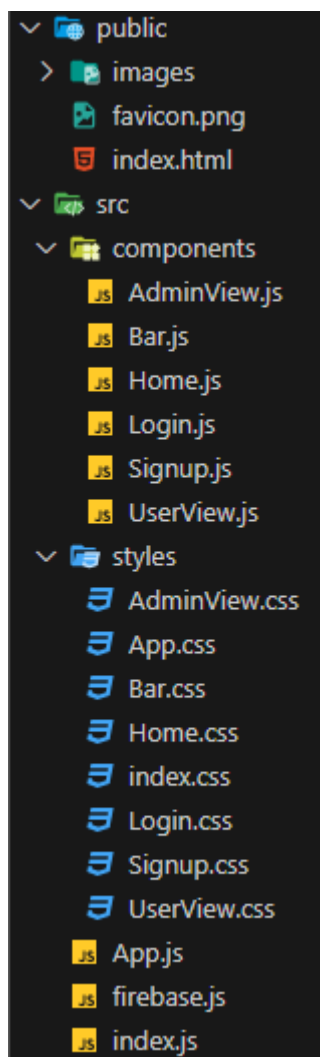 public
images
favicon.png
index.html
src
components
AdminView.js
Bar.js
Home.js
Login.js
Signup.js
UserView.js
styles
AdminView.css
App.css
Bar.css
Home.css
index.css
Login.css
Signup.css
UserView.css
App.js
firebase.js
index.js